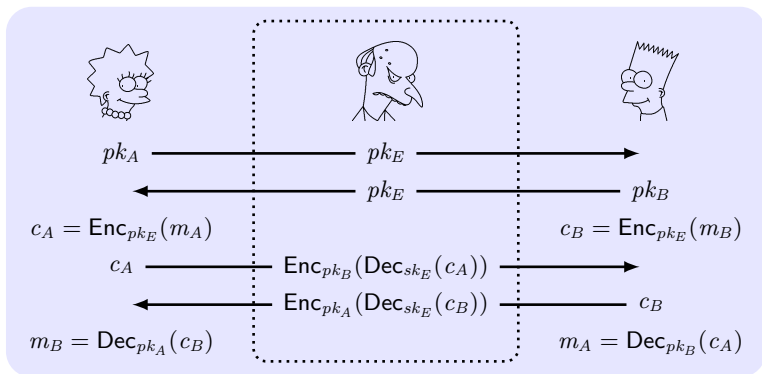 pk_A pk_E
pk_E pk_B
c_A = Enc_{pk_E}(m_A) c_B = Enc_{pk_E}(m_B)
c_A Enc_{pk_B}(Dec_{sk_E}(c_A))
Enc_{pk_A}(Dec_{sk_E}(c_B)) c_B
m_B = Dec_{pk_A}(c_B) m_A = Dec_{pk_B}(c_A)